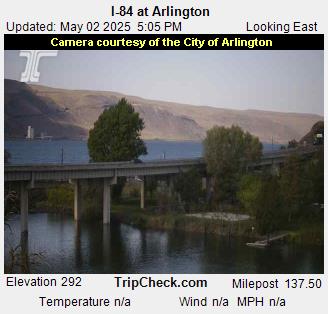 I-84 at Arlington
Updated: May 02 2025 5:05 PM Looking East
Camera courtesy of the City of Arlington
Elevation 292 TripCheck.com Milepost 137.50
Temperature n/a Wind n/a MPH n/a